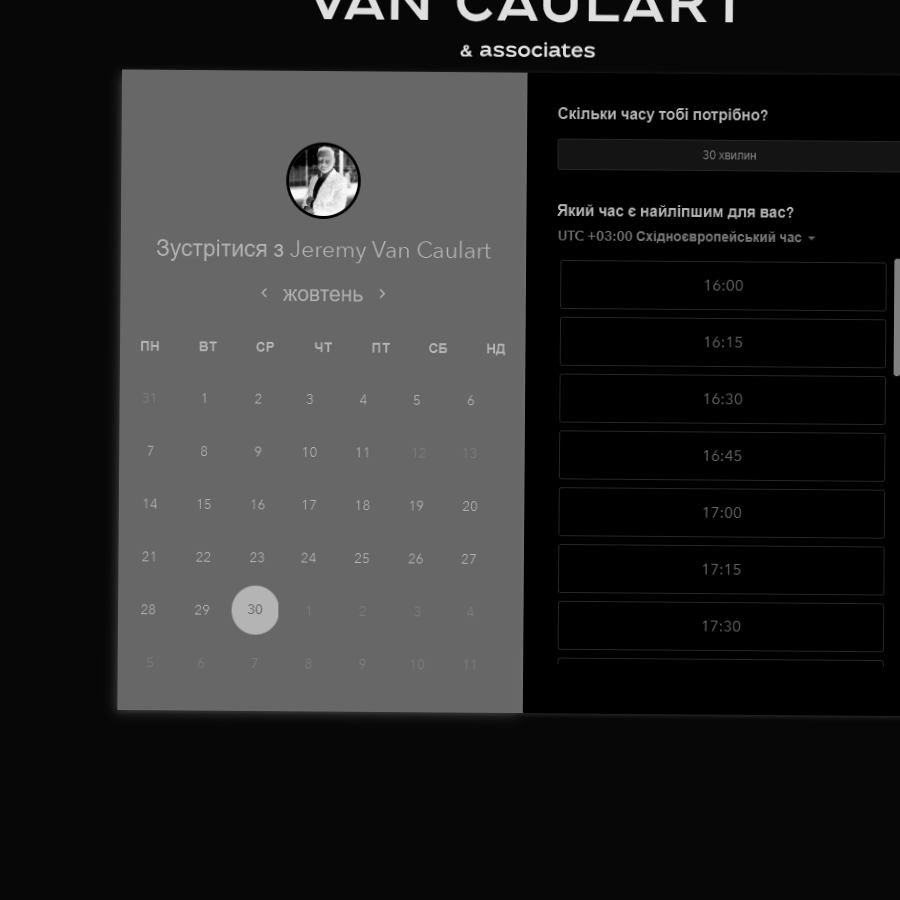 VAN CAULART
& associates
Зустрітися з Jeremy Van Caulart
жовтень
ПН ВТ СР ЧТ ПТ СБ НД
31 1 2 3 4 5 6
7 8 9 10 11 12 13
14 15 16 17 18 19 20
21 22 23 24 25 26 27
28 29 30 1 2 3 4
5 6 7 8 9 10 11
Скільки часу тобі потрібно?
30 хвилин
Який час є найліпшим для вас?
UTC +03:00 Східноєвропейський час
16:00
16:15
16:30
16:45
17:00
17:15
17:30